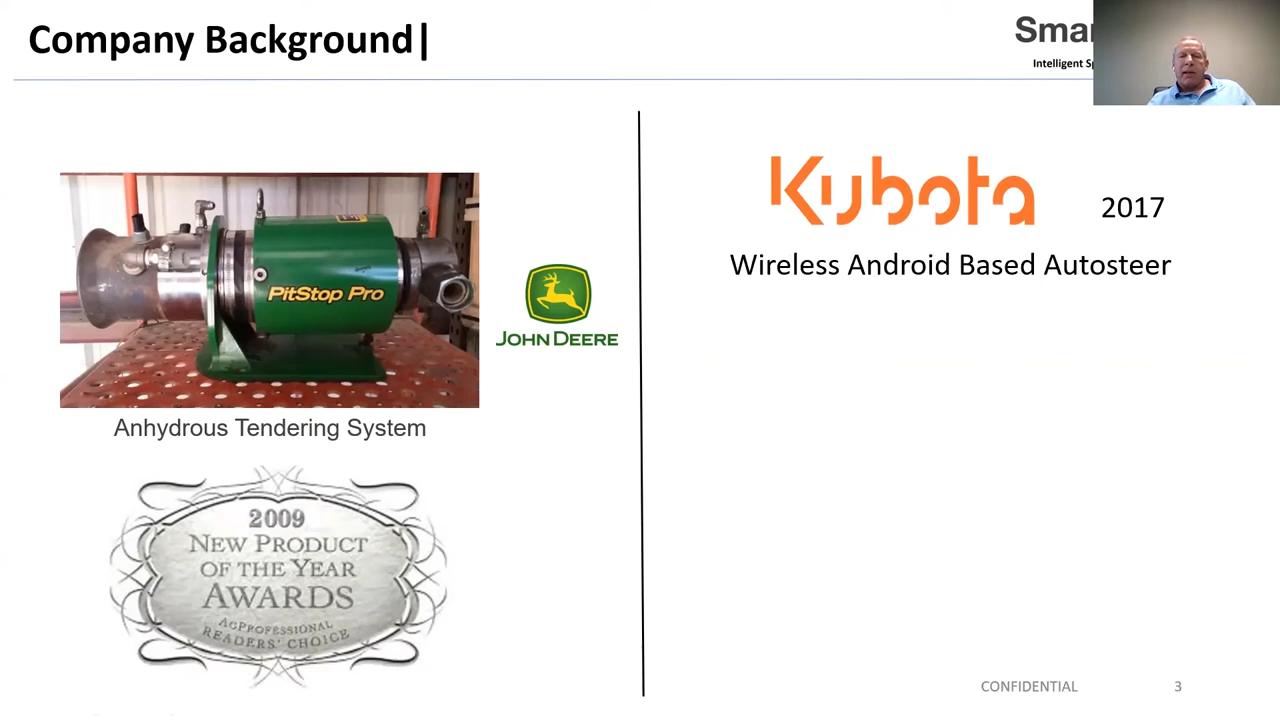 Company Background|
Intelligent
PitStop Pro
JOHN DEERE
Anhydrous Tendering System
2009
NEW PRODUCT
OF THE YEAR
AWARDS
AGPROFESSIONAL
READERS' CHOICE
Kubota
2017
Wireless Android Based Autosteer
CONFIDENTIAL
3